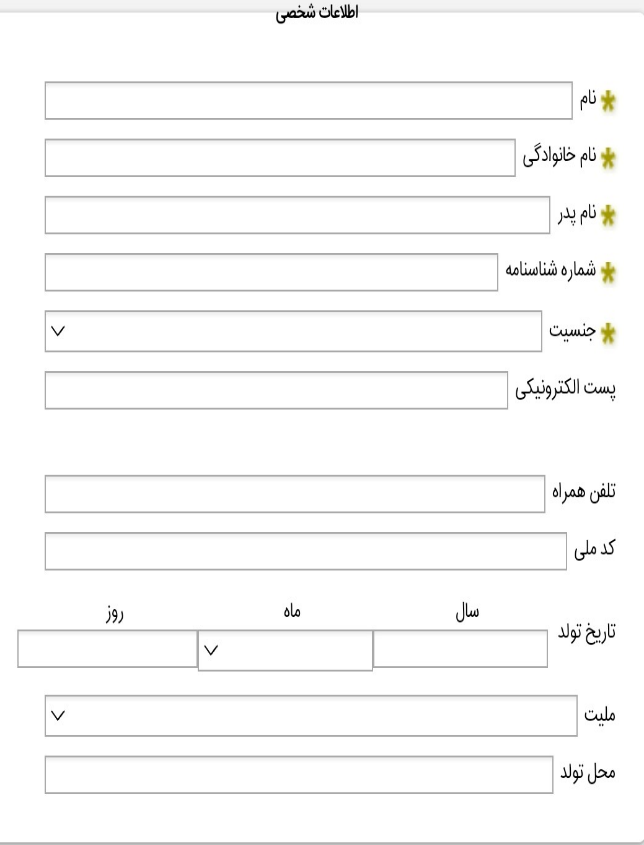 اطلاعات شخصی
* نام
* نام خانوادگی
* نام پدر
* شماره شناسنامه
* جنسیت
پست الکترونیکی
تلفن همراه
کد ملی
سال ماه روز
تاریخ تولد
ملیت
محل تولد